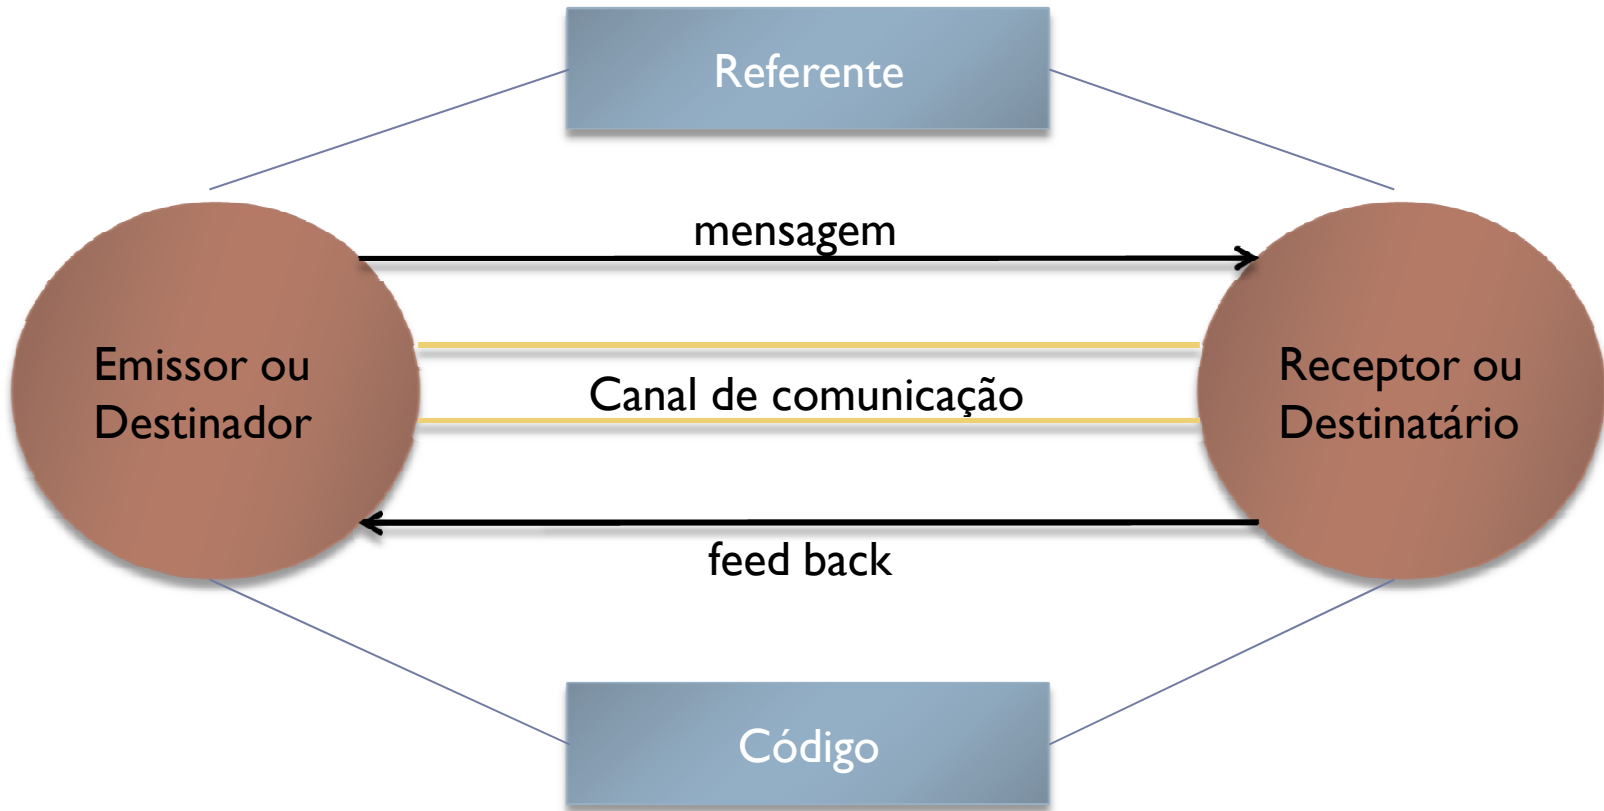 Referente
mensagem
Emissor ou
Destinador
Canal de comunicação
Receptor ou
Destinatário
feed back
Código